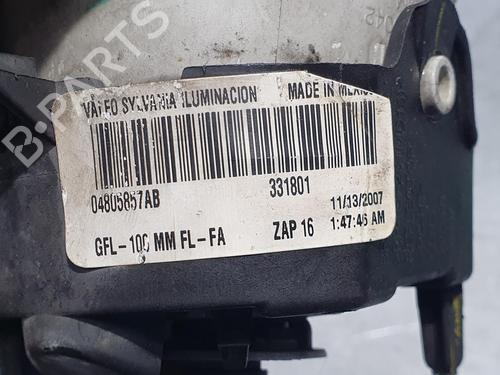 VALEO SYLVANIA ILUMINACION MADE IN MEXICO
04805857AB 331801 11/13/2007
GFL-100 MM FL-FA ZAP 16 1:47:46 AM
B-PARTS